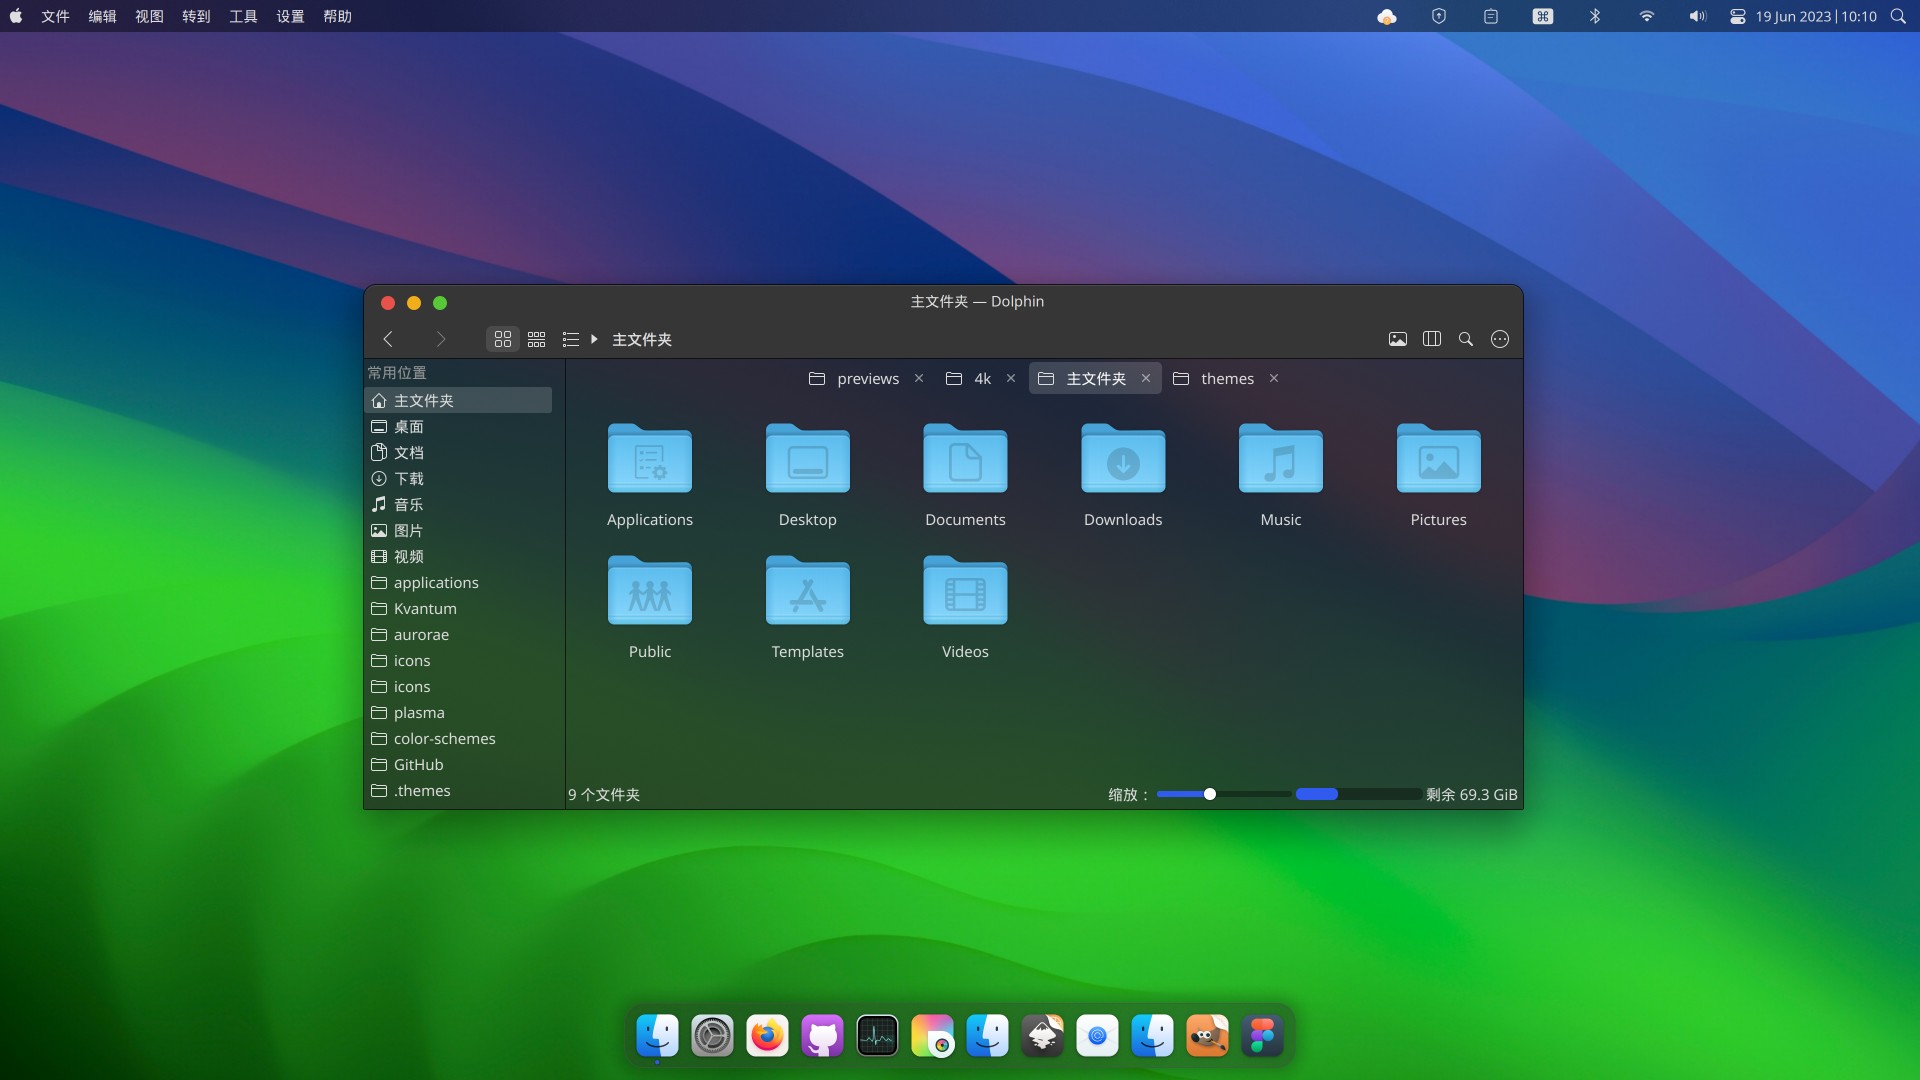 文件 编辑 视图 转到 工具 设置 帮助
19 Jun 2023 | 10:10
主文件夹 — Dolphin
主文件夹
常用位置
主文件夹
桌面
文档
下载
音乐
图片
视频
applications
Kvantum
aurorae
icons
icons
plasma
color-schemes
GitHub
.themes
previews 4k 主文件夹 themes
Applications Desktop Documents Downloads Music Pictures
Public Templates Videos
9 个文件夹
缩放： 剩余 69.3 GiB